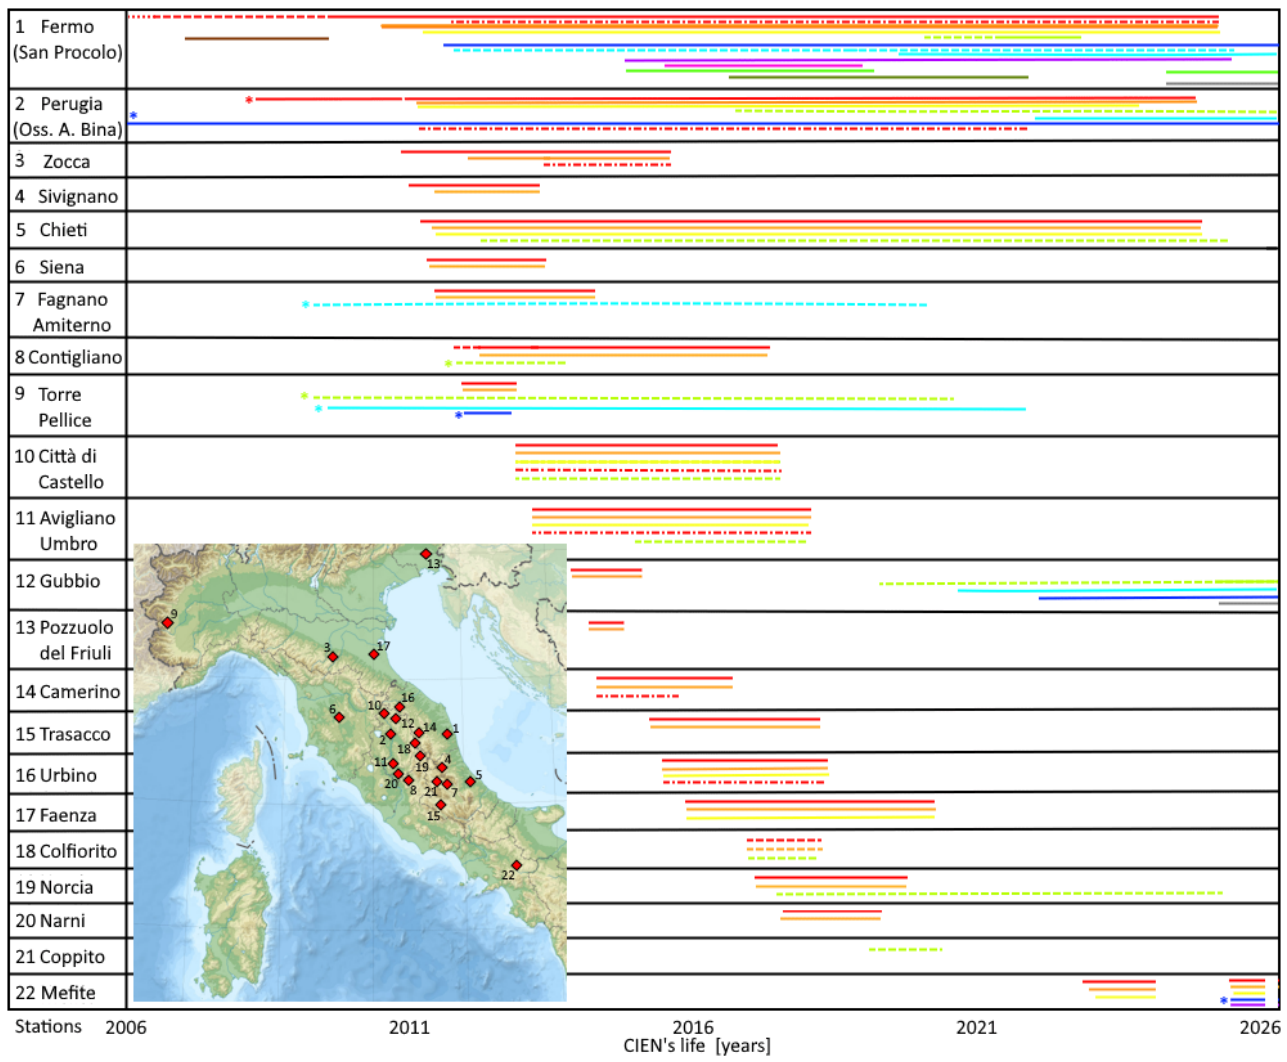 1 Fermo
(San Procolo)
2 Perugia
(Oss. A. Bina)
3 Zocca
4 Sivignano
5 Chieti
6 Siena
7 Fagnano
Amiterno
8 Contigliano
9 Torre
Pellice
10 Città di
Castello
11 Avigliano
Umbro
12 Gubbio
13 Pozzuolo
del Friuli
14 Camerino
15 Trasacco
16 Urbino
17 Faenza
18 Colfiorito
19 Norcia
20 Narni
21 Coppito
22 Mefite
13
9
3
17
16
10
6
12
14
1
2
18
19
11
4
20
8
21
7
5
15
22
Stations 2006 2011 2016 2021 2026
CIEN's life [years]